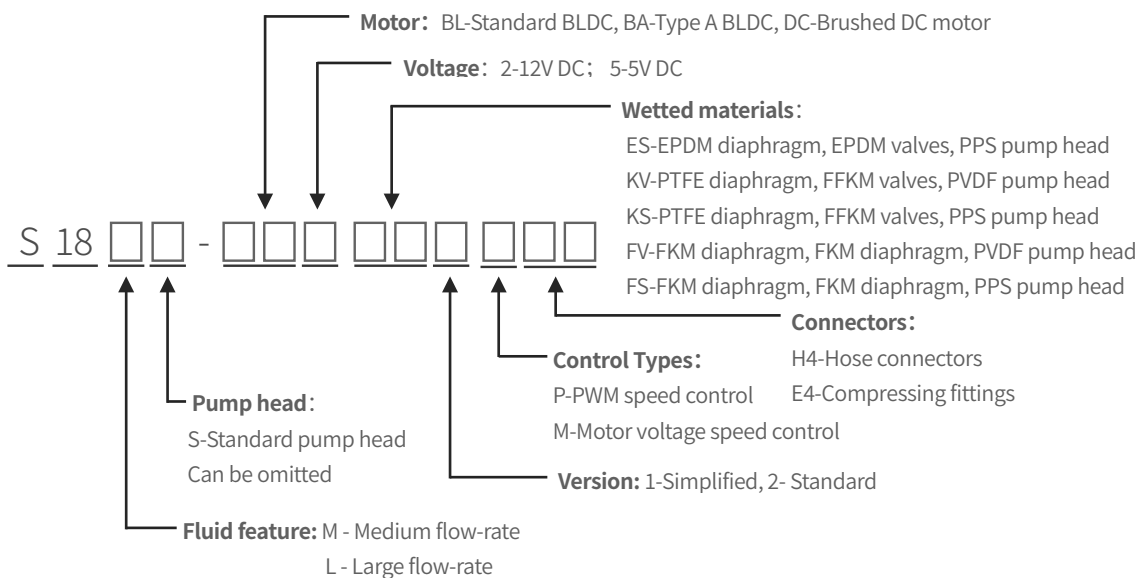 Motor： BL-Standard BLDC, BA-Type A BLDC, DC-Brushed DC motor
Voltage：2-12V DC； 5-5V DC
Wetted materials：
ES-EPDM diaphragm, EPDM valves, PPS pump head
KV-PTFE diaphragm, FFKM valves, PVDF pump head
KS-PTFE diaphragm, FFKM valves, PPS pump head
FV-FKM diaphragm, FKM diaphragm, PVDF pump head
FS-FKM diaphragm, FKM diaphragm, PPS pump head
S 18 □□ - □□□ □□□ □□□
Connectors：
H4-Hose connectors
E4-Compressing fittings
Control Types：
P-PWM speed control
M-Motor voltage speed control
Pump head：
S-Standard pump head
Can be omitted
Version: 1-Simplified, 2- Standard
Fluid feature: M - Medium flow-rate
L - Large flow-rate